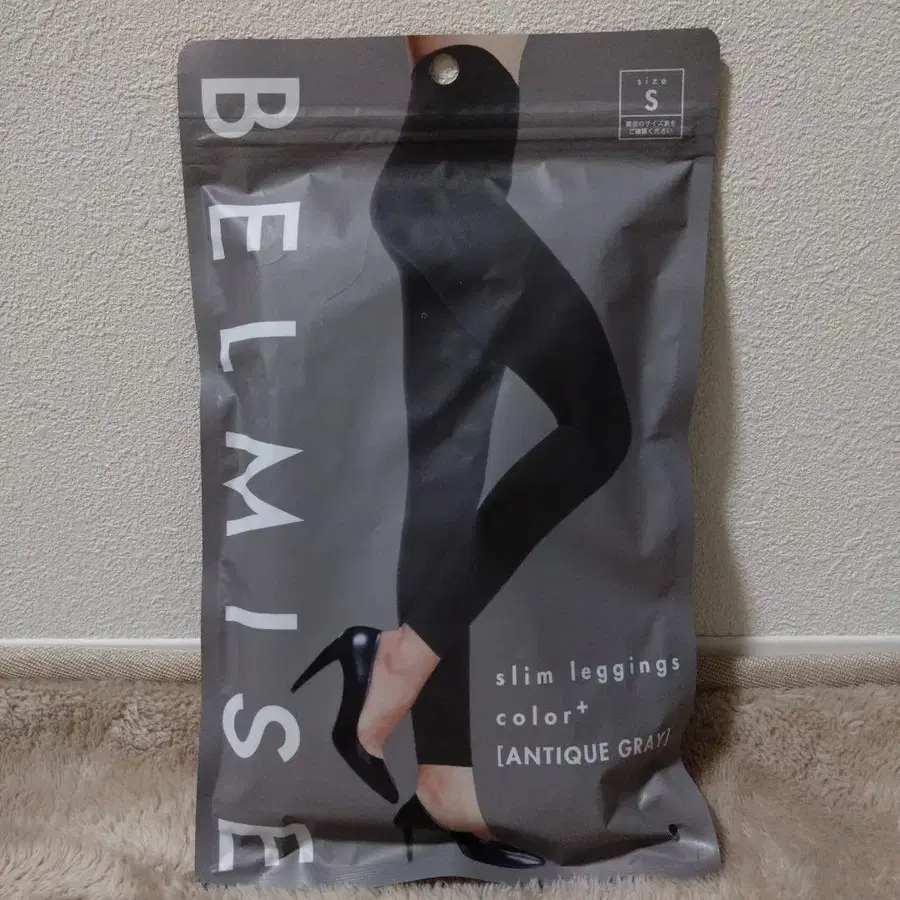 BELMISE
size
S
裏面のサイズ表を
ご確認ください
slim leggings
color⁺
[ANTIQUE GRAY]